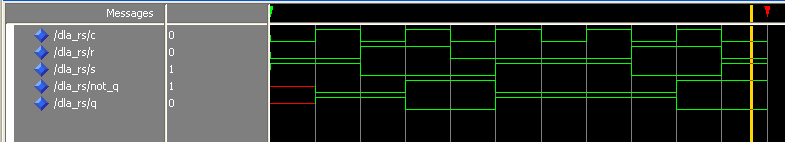 Messages
/dla_rs/c 0
/dla_rs/r 0
/dla_rs/s 1
/dla_rs/not_q 1
/dla_rs/q 0